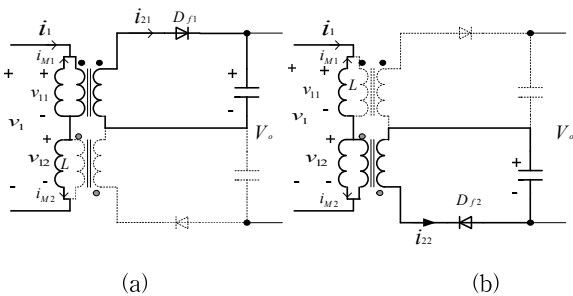 i1
i21
Df1
iM1
+
+
+
v11
-
-
v1
+
Vo
v12
L
-
-
iM2
(a)
i1
iM1
+
+
L
v11
-
v1
+
Vo
v12
+
-
-
-
iM2
Df2
i22
(b)